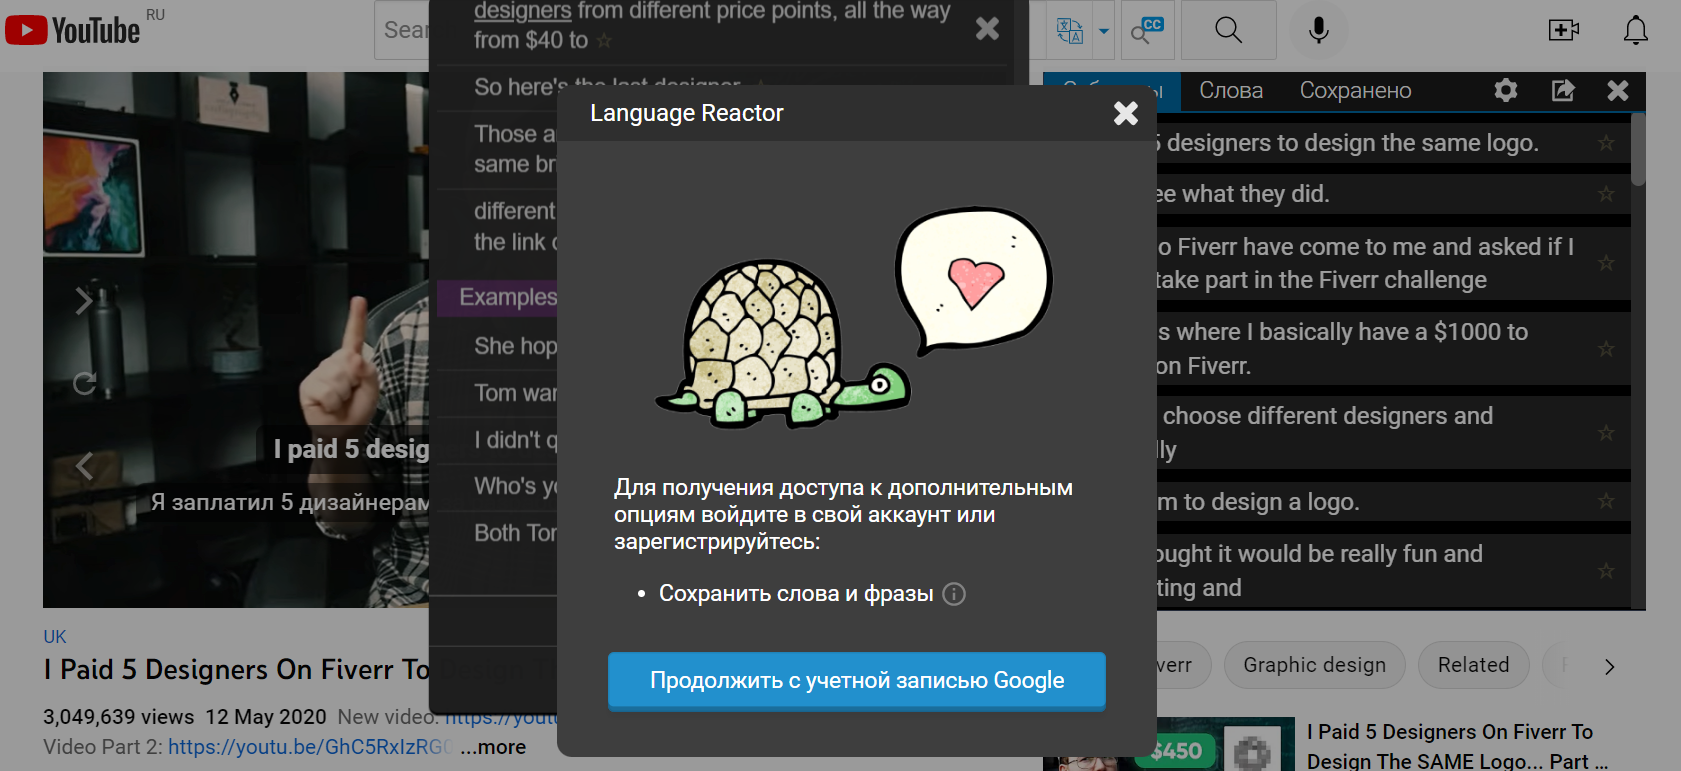 YouTube RU
Sear
CC
designers from different price points, all the way
from $40 to
So here's the last designer
Those a
same br
different
the link
Examples
She hop
Tom wa
I didn't
Who's y
Both Tor
Language Reactor
Для получения доступа к дополнительным
опциям войдите в свой аккаунт или
зарегистрируйтесь:
• Сохранить слова и фразы
Продолжить с учетной записью Google
Слова
Сохранено
5 designers to design the same logo.
ee what they did.
o Fiverr have come to me and asked if I
take part in the Fiverr challenge
s where I basically have a $1000 to
on Fiverr.
choose different designers and
lly
m to design a logo.
ought it would be really fun and
ting and
I paid 5 desig
Я заплатил 5 дизайнерам
UK
I Paid 5 Designers On Fiverr To Design T
3,049,639 views 12 May 2020 New video: https://yout
Video Part 2: https://youtu.be/GhC5RxIzRG ...more
verr
Graphic design
Related
$450
I Paid 5 Designers On Fiverr To
Design The SAME Logo... Part ...